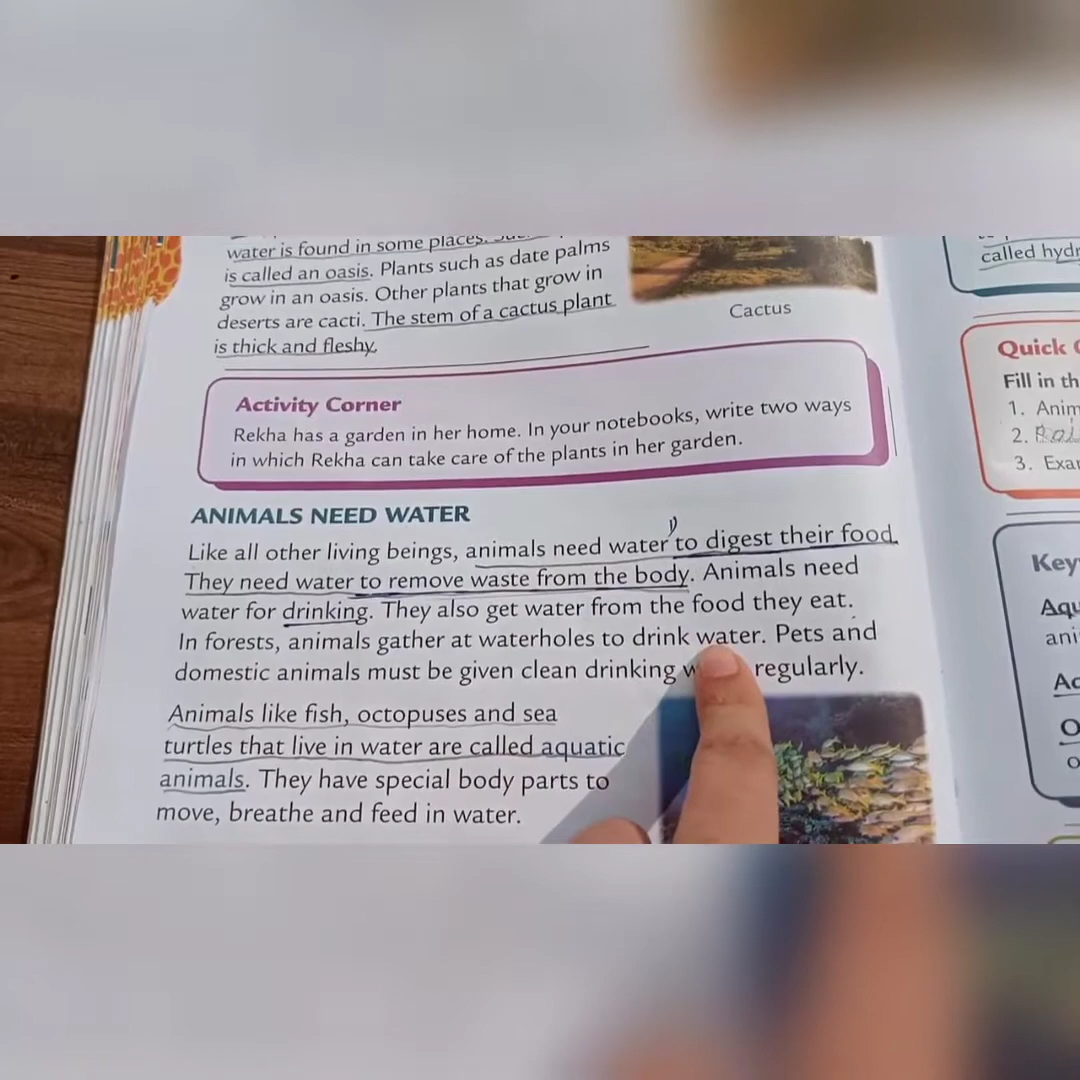 water is found in some places.
is called an oasis. Plants such as date palms
grow in an oasis. Other plants that grow in
deserts are cacti. The stem of a cactus plant
is thick and fleshy.
Cactus
Activity Corner
Rekha has a garden in her home. In your notebooks, write two ways
in which Rekha can take care of the plants in her garden.
ANIMALS NEED WATER
Like all other living beings, animals need water to digest their food.
They need water to remove waste from the body. Animals need
water for drinking. They also get water from the food they eat.
In forests, animals gather at waterholes to drink water. Pets and
domestic animals must be given clean drinking regularly.
Animals like fish, octopuses and sea
turtles that live in water are called aquatic
animals. They have special body parts to
move, breathe and feed in water.
called
Quick
Fill in
1.
2.
3.
Key